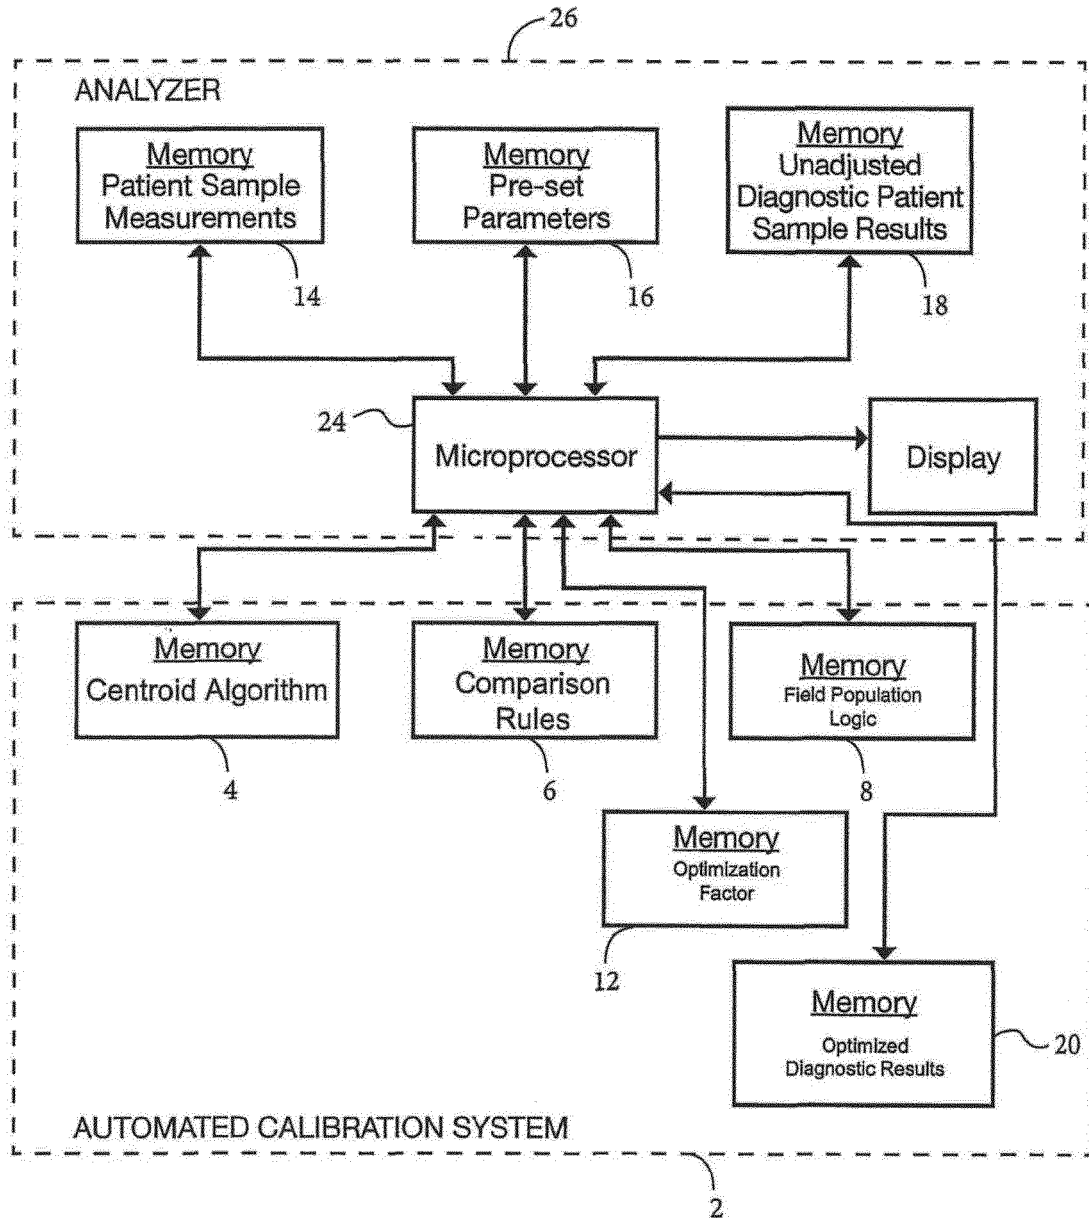 26
ANALYZER
Memory
Patient Sample
Measurements
14
Memory
Pre-set
Parameters
16
Memory
Unadjusted
Diagnostic Patient
Sample Results
18
24
Microprocessor
Display
Memory
Centroid Algorithm
4
Memory
Comparison
Rules
6
Memory
Field Population
Logic
8
Memory
Optimization
Factor
12
Memory
Optimized
Diagnostic Results
20
AUTOMATED CALIBRATION SYSTEM
2